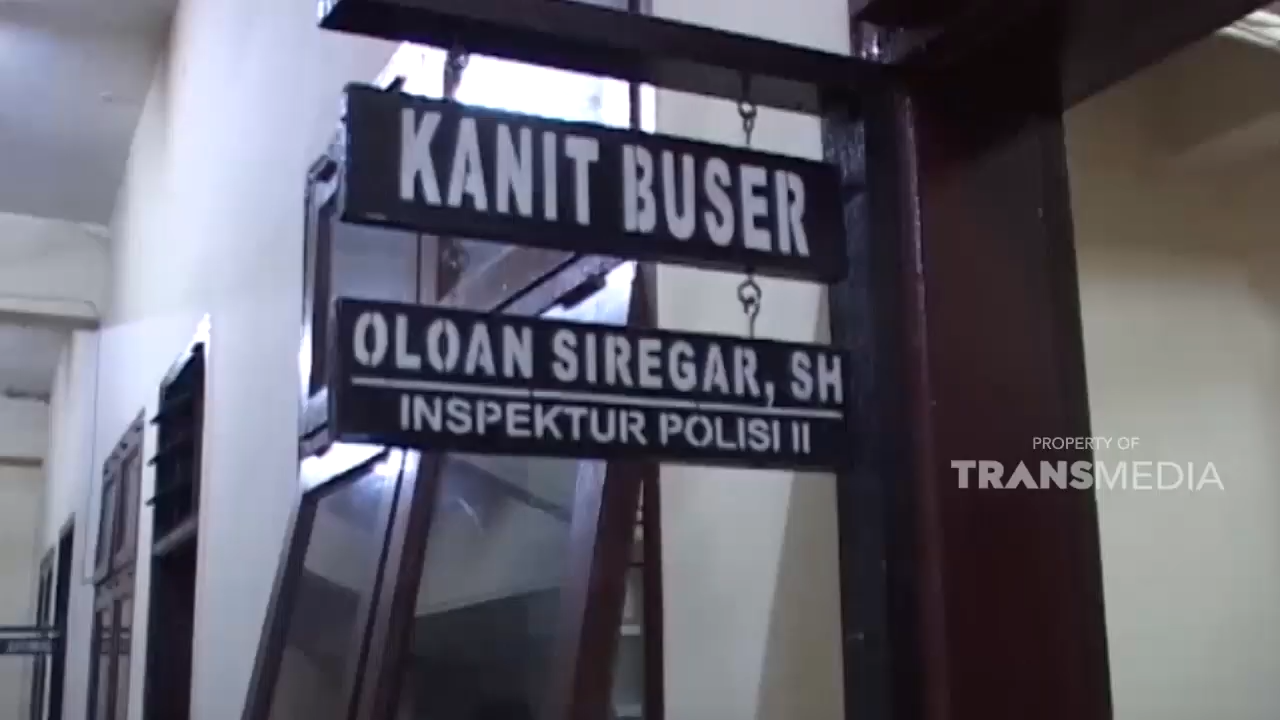 KANIT BUSER
OLOAN SIREGAR, SH
INSPEKTUR POLISI II
PROPERTY OF
TRANSMEDIA